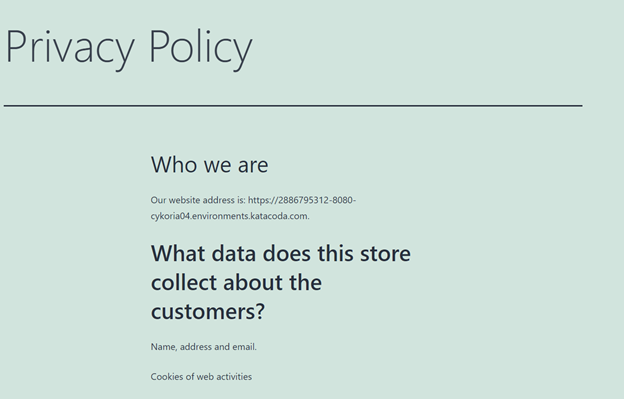 Privacy Policy
Who we are
Our website address is: https://2886795312-8080-
cykoria04.environments.katacoda.com.
What data does this store
collect about the
customers?
Name, address and email.
Cookies of web activities